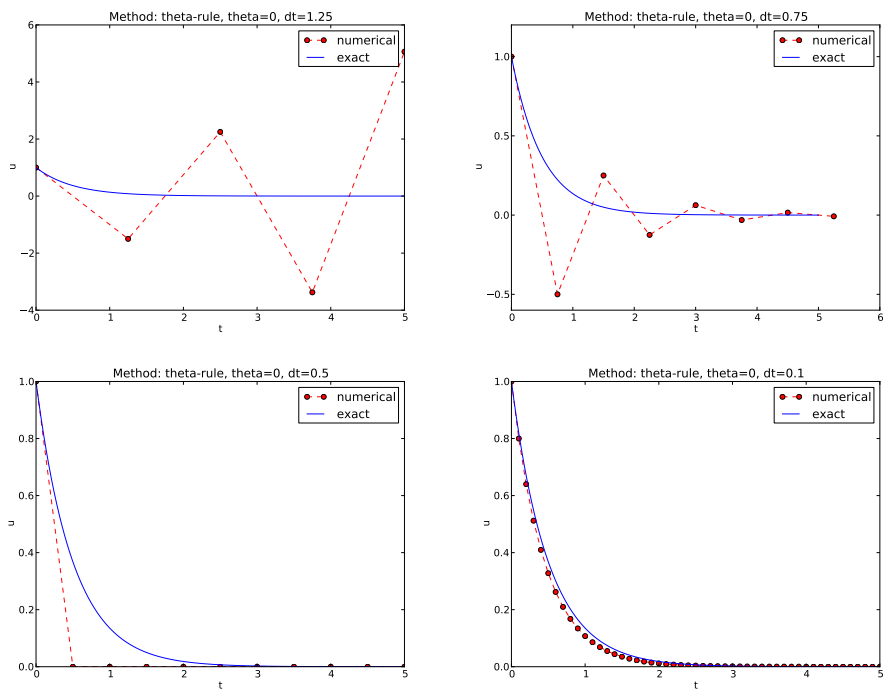 Method: theta-rule, theta=0, dt=1.25
numerical
exact
6
4
2
0
−2
−4
u
0 1 2 3 4 5
t
Method: theta-rule, theta=0, dt=0.75
numerical
exact
1.0
0.5
0.0
−0.5
u
0 1 2 3 4 5 6
t
Method: theta-rule, theta=0, dt=0.5
numerical
exact
1.0
0.8
0.6
0.4
0.2
0.0
u
0 1 2 3 4 5
t
Method: theta-rule, theta=0, dt=0.1
numerical
exact
1.0
0.8
0.6
0.4
0.2
0.0
u
0 1 2 3 4 5
t